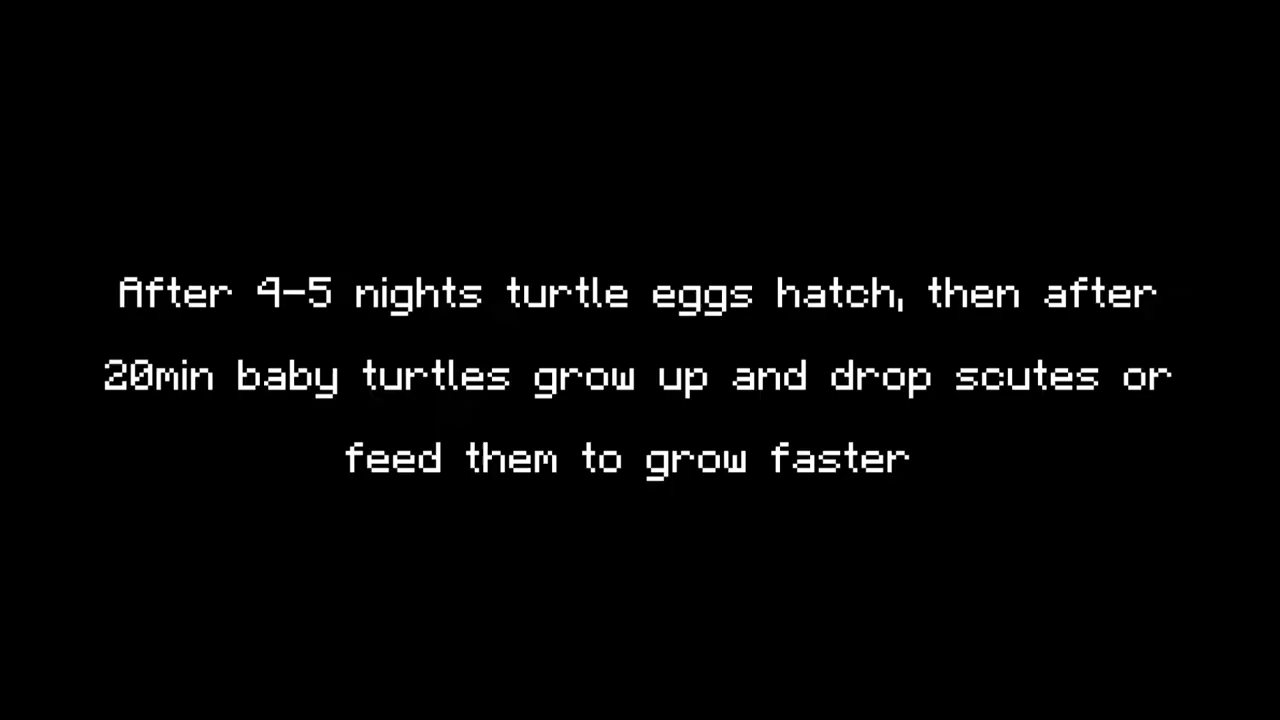 After 4-5 nights turtle eggs hatch, then after
20min baby turtles grow up and drop scutes or
feed them to grow faster